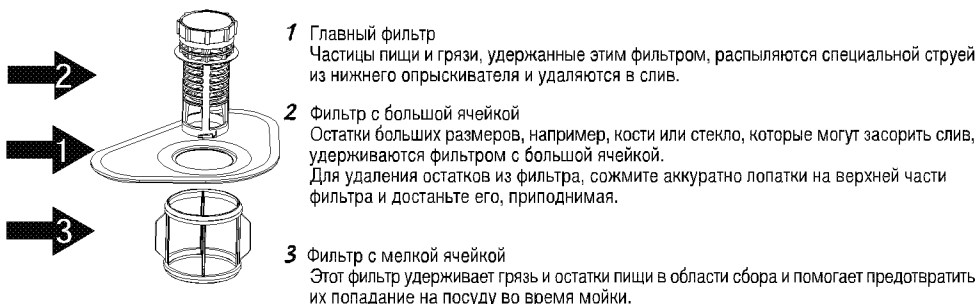 1 Главный фильтр
Частицы пищи и грязи, удержанные этим фильтром, распыляются специальной струей
из нижнего опрыскивателя и удаляются в слив.
2 Фильтр с большой ячейкой
Остатки больших размеров, например, кости или стекло, которые могут засорить слив,
удерживаются фильтром с большой ячейкой.
Для удаления остатков из фильтра, сожмите аккуратно лопатки на верхней части
фильтра и достаньте его, приподнимая.
3 Фильтр с мелкой ячейкой
Этот фильтр удерживает грязь и остатки пищи в области сбора и помогает предотвратить
их попадание на посуду во время мойки.
2
1
3